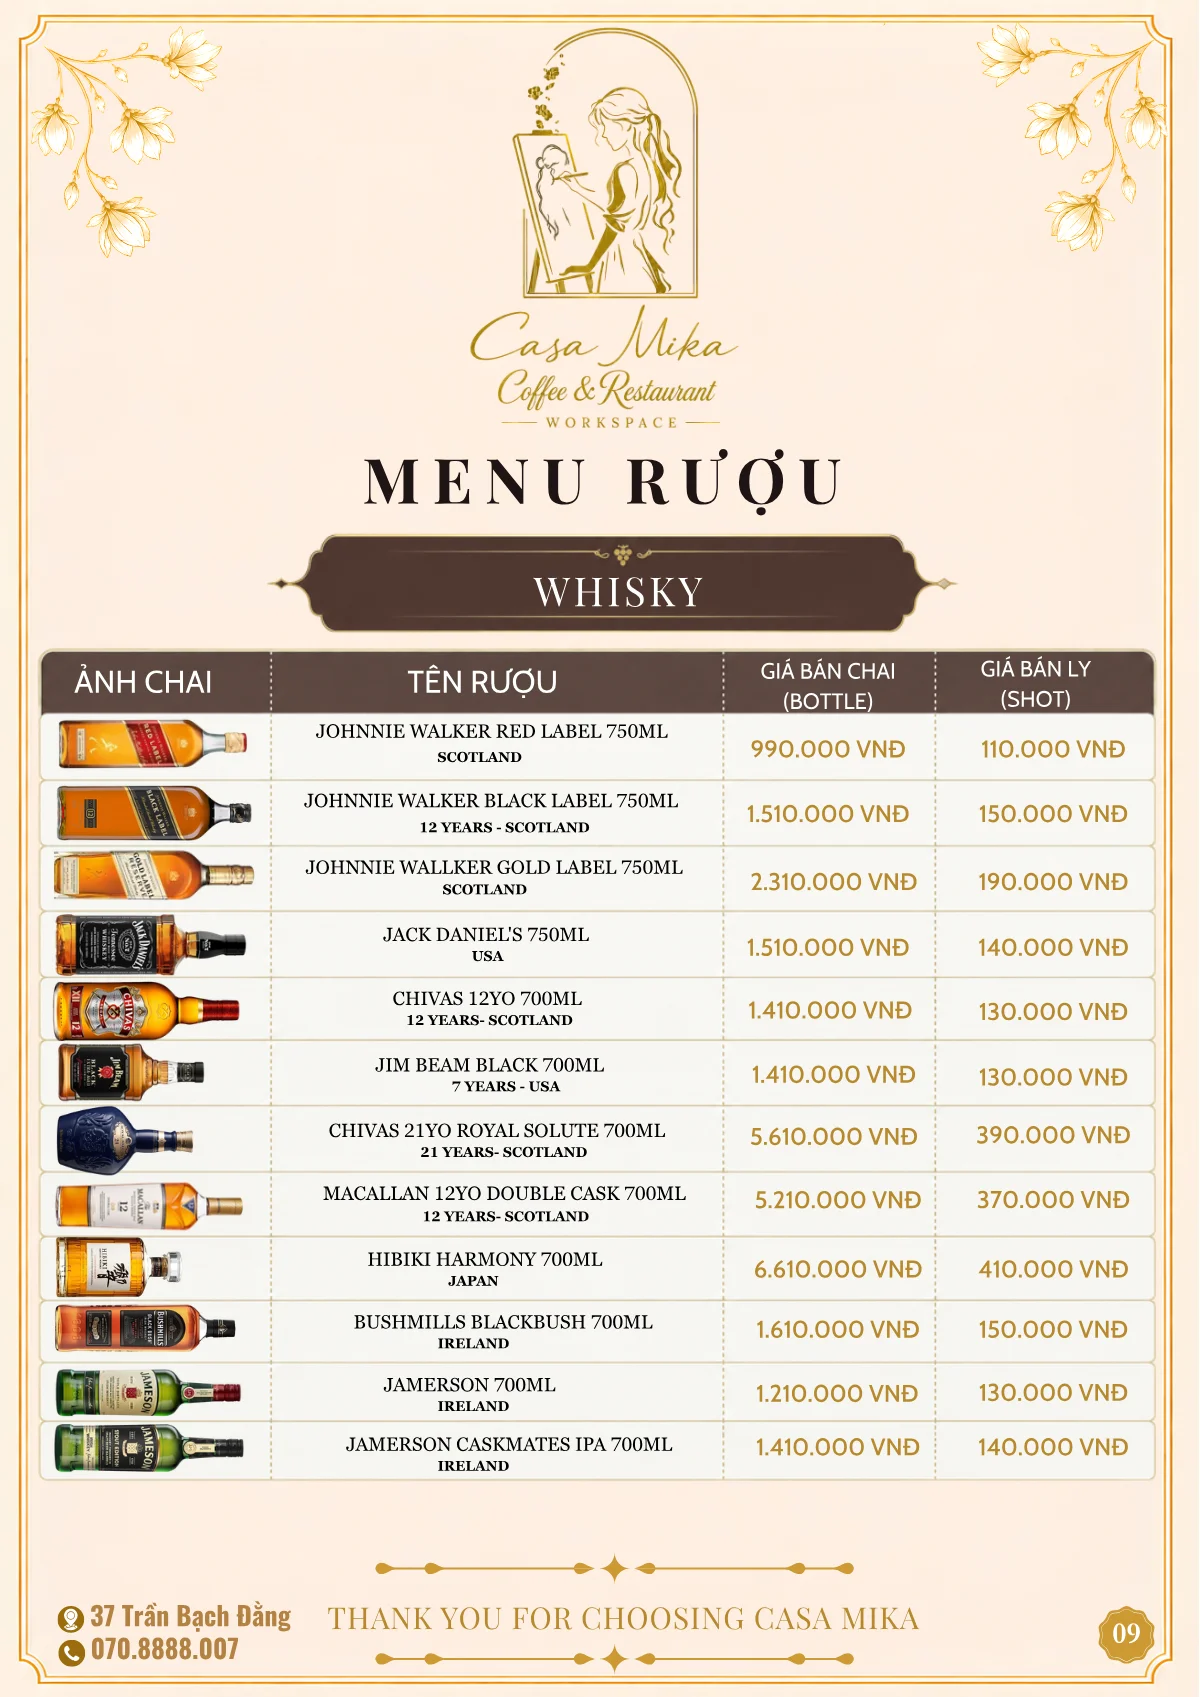 Casa Mika
Coffee & Restaurant
WORKSPACE
MENU RƯỢU
WHISKY
ẢNH CHAI
TÊN RƯỢU
GIÁ BÁN CHAI
(BOTTLE)
GIÁ BÁN LY
(SHOT)
JOHNNIE WALKER RED LABEL 750ML
SCOTLAND
990.000 VNĐ
110.000 VNĐ
JOHNNIE WALKER BLACK LABEL 750ML
12 YEARS - SCOTLAND
1.510.000 VNĐ
150.000 VNĐ
JOHNNIE WALLKER GOLD LABEL 750ML
SCOTLAND
2.310.000 VNĐ
190.000 VNĐ
JACK DANIEL'S 750ML
USA
1.510.000 VNĐ
140.000 VNĐ
CHIVAS 12YO 700ML
12 YEARS- SCOTLAND
1.410.000 VNĐ
130.000 VNĐ
JIM BEAM BLACK 700ML
7 YEARS - USA
1.410.000 VNĐ
130.000 VNĐ
CHIVAS 21YO ROYAL SOLUTE 700ML
21 YEARS- SCOTLAND
5.610.000 VNĐ
390.000 VNĐ
MACALLAN 12YO DOUBLE CASK 700ML
12 YEARS- SCOTLAND
5.210.000 VNĐ
370.000 VNĐ
HIBIKI HARMONY 700ML
JAPAN
6.610.000 VNĐ
410.000 VNĐ
BUSHMILLS BLACKBUSH 700ML
IRELAND
1.610.000 VNĐ
150.000 VNĐ
JAMERSON 700ML
IRELAND
1.210.000 VNĐ
130.000 VNĐ
JAMERSON CASKMATES IPA 700ML
IRELAND
1.410.000 VNĐ
140.000 VNĐ
37 Trần Bạch Đằng
070.8888.007
THANK YOU FOR CHOOSING CASA MIKA
09